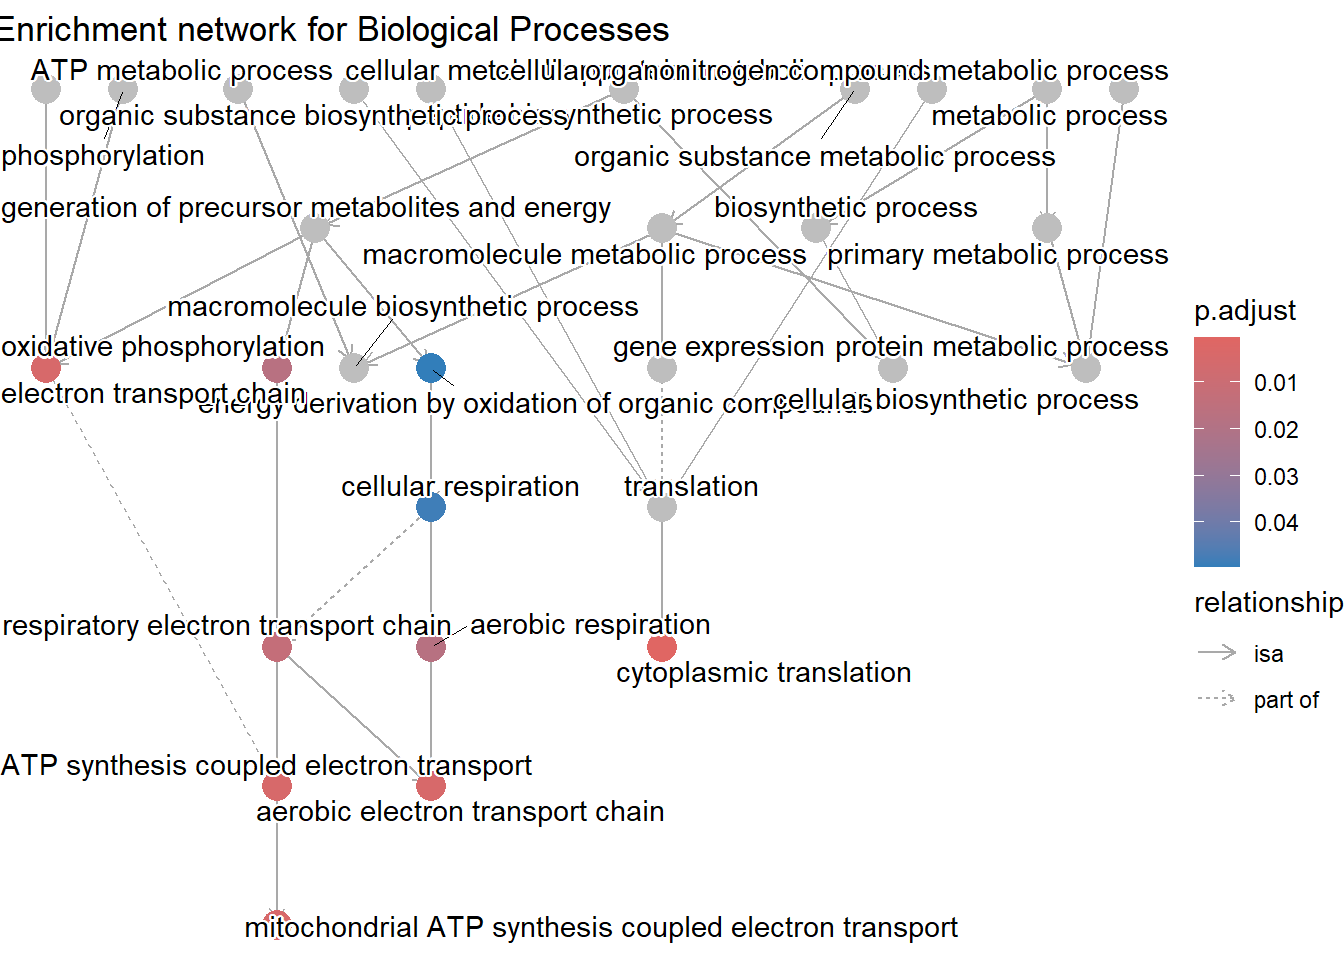 Enrichment network for Biological Processes
ATP metabolic process
cellular
organonitrogen compound metabolic process
organic substance biosynthetic process
biosynthetic process
metabolic process
phosphorylation
organic substance metabolic process
generation of precursor metabolites and energy
biosynthetic process
macromolecule metabolic process
primary metabolic process
macromolecule biosynthetic process
oxidative phosphorylation
gene expression
protein metabolic process
electron transport chain
energy derivation by oxidation of organic compounds
cellular biosynthetic process
cellular respiration
translation
respiratory electron transport chain
aerobic respiration
cytoplasmic translation
ATP synthesis coupled electron transport
aerobic electron transport chain
mitochondrial ATP synthesis coupled electron transport
p.adjust
0.01
0.02
0.03
0.04
relationship
isa
part of